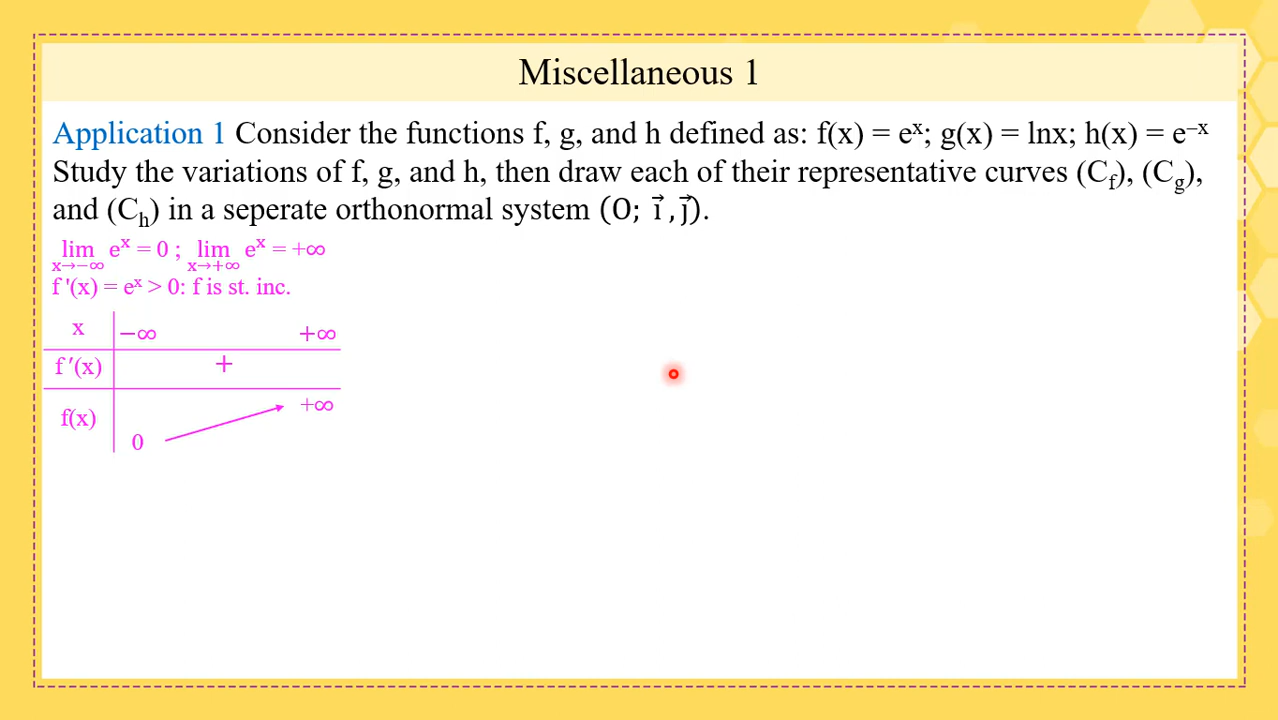 Miscellaneous 1
Application 1 Consider the functions f, g, and h defined as: f(x) = eˣ; g(x) = lnx; h(x) = e⁻ˣ
Study the variations of f, g, and h, then draw each of their representative curves (C_f), (C_g),
and (C_h) in a seperate orthonormal system (O; i⃗ , j⃗).
lim eˣ = 0 ; lim eˣ = +∞
x→−∞ x→+∞
f '(x) = eˣ > 0: f is st. inc.
x −∞ +∞
f ′(x) +
f(x) 0 +∞